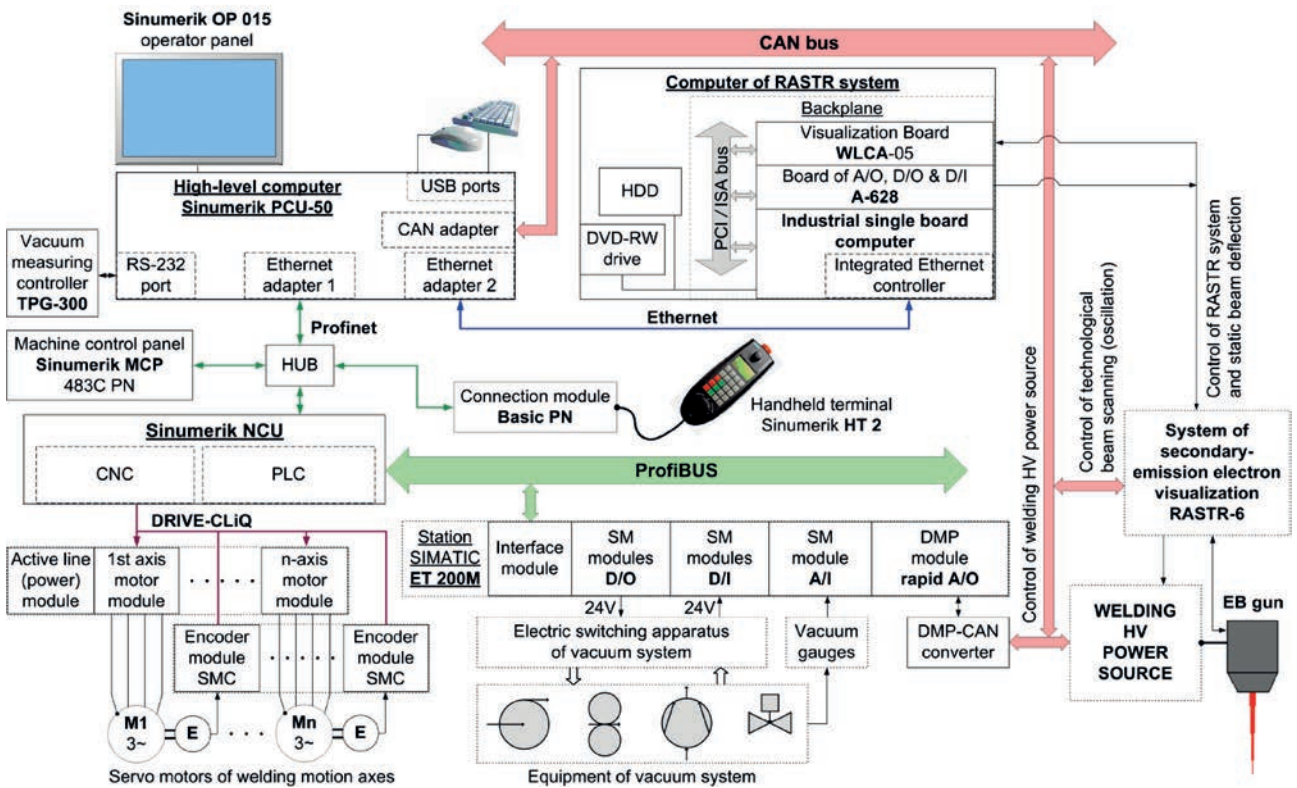 Sinumerik OP 015
operator panel
CAN bus
Computer of RASTR system
Backplane
Visualization Board
WLCA-05
Board of A/O, D/O & D/I
A-628
Industrial single board
computer
Integrated Ethernet
controller
PCI / ISA bus
HDD
DVD-RW
drive
USB ports
High-level computer
Sinumerik PCU-50
CAN adapter
RS-232
port
Ethernet
adapter 1
Ethernet
adapter 2
Vacuum
measuring
controller
TPG-300
Profinet
Ethernet
Machine control panel
Sinumerik MCP
483C PN
HUB
Connection module
Basic PN
Handheld terminal
Sinumerik HT 2
Sinumerik NCU
CNC
PLC
ProfiBUS
DRIVE-CLiQ
Active line
(power)
module
1st axis
motor
module
n-axis
motor
module
Encoder
module
SMC
Encoder
module
SMC
M1
3~
E
Mn
3~
E
Servo motors of welding motion axes
Station
SIMATIC
ET 200M
Interface
module
SM
modules
D/O
SM
modules
D/I
SM
module
A/I
DMP
module
rapid A/O
24V
24V
Electric switching apparatus
of vacuum system
Vacuum
gauges
DMP-CAN
converter
Equipment of vacuum system
Control of welding HV power source
Control of technological
beam scanning (oscillation)
Control of RASTR system
and static beam deflection
System of
secondary-
emission electron
visualization
RASTR-6
WELDING
HV
POWER
SOURCE
EB gun